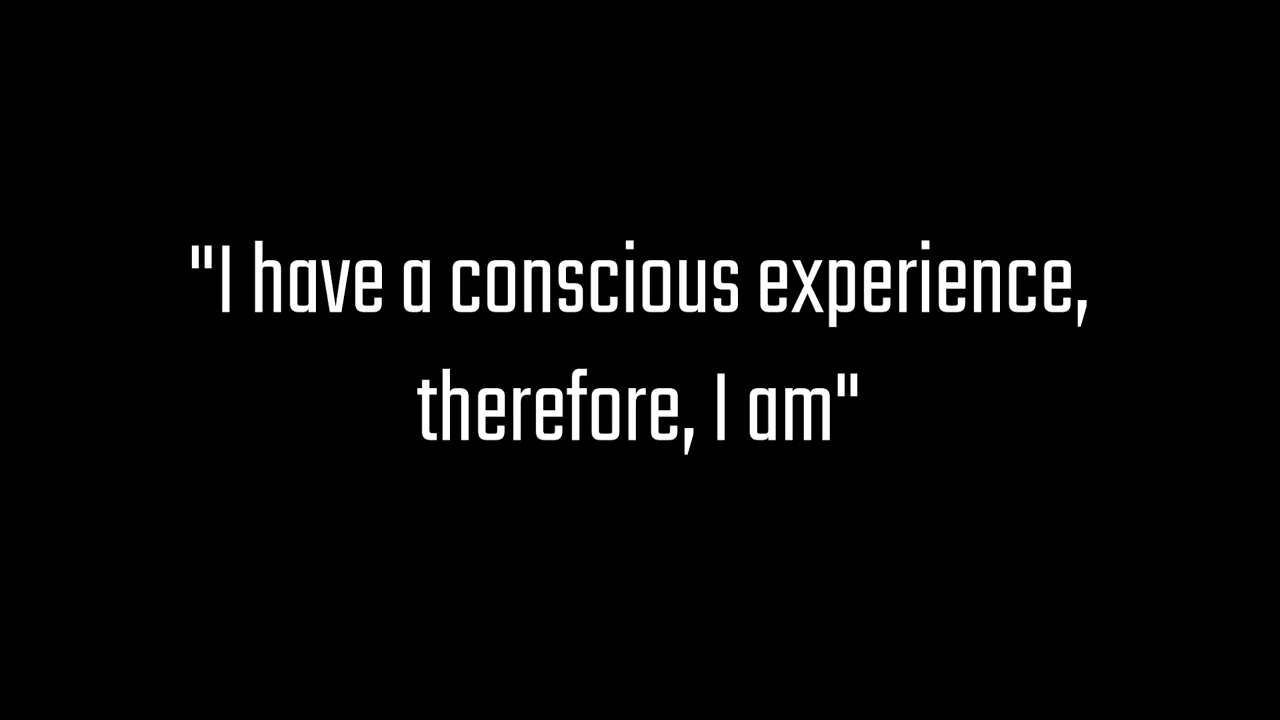 "I have a conscious experience,
therefore, I am"